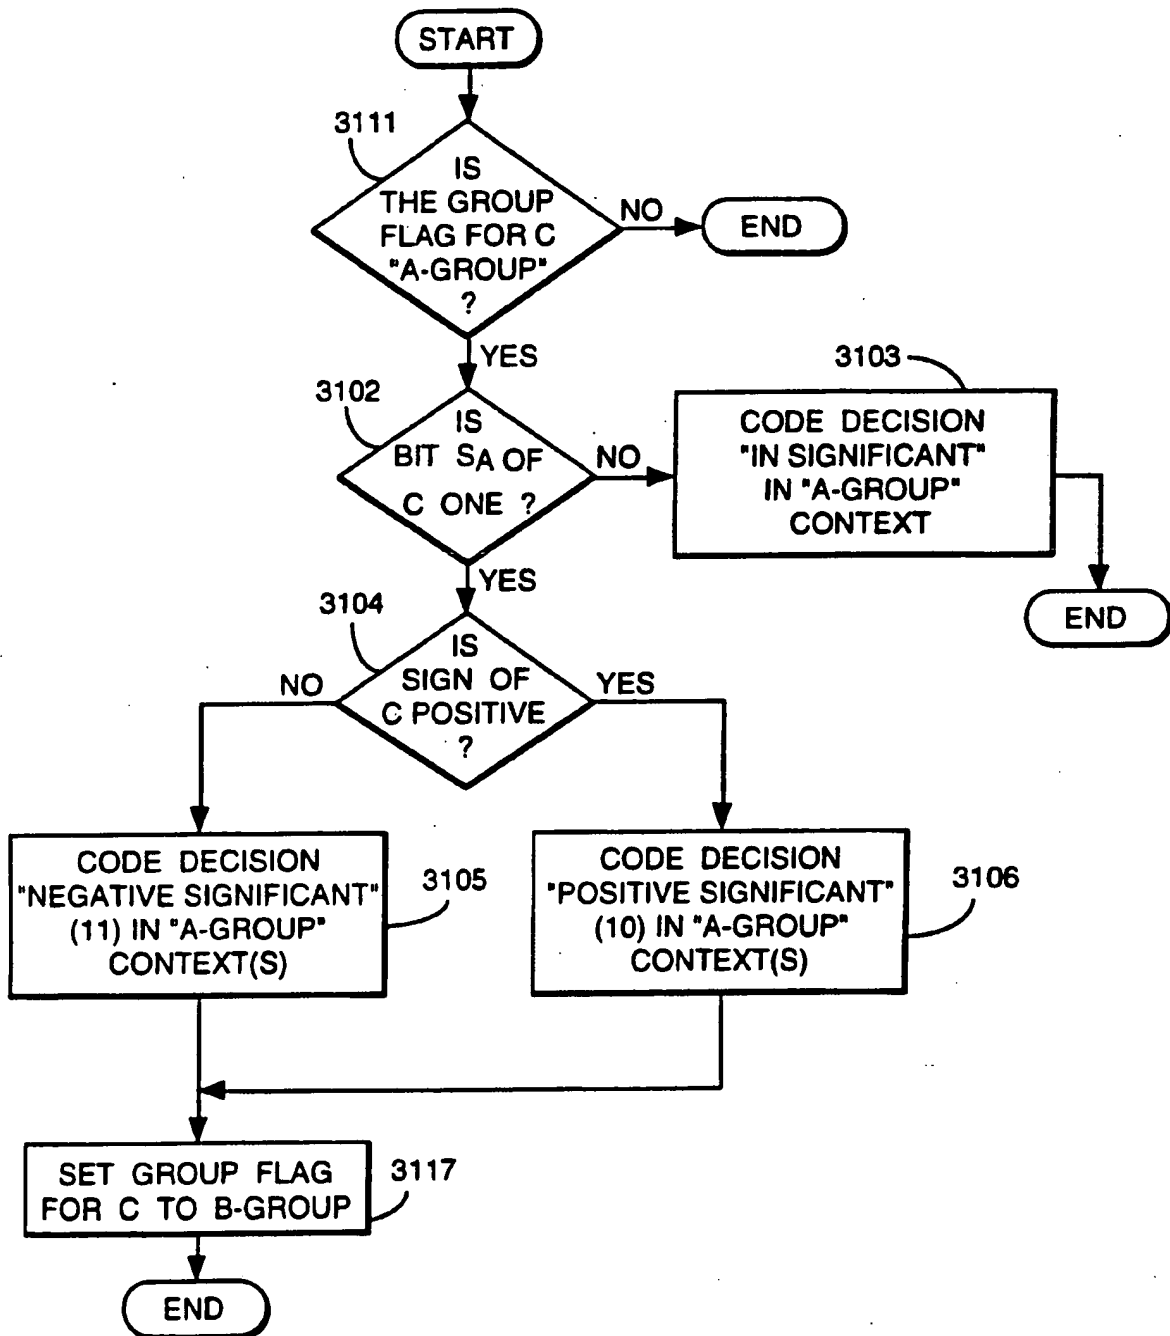 START
3111
IS
THE GROUP
FLAG FOR C
"A-GROUP"
?
NO
END
YES
3102
IS
BIT SA OF
C ONE ?
NO
3103
CODE DECISION
"IN SIGNIFICANT"
IN "A-GROUP"
CONTEXT
END
YES
3104
IS
SIGN OF
C POSITIVE
?
NO
YES
CODE DECISION
"NEGATIVE SIGNIFICANT"
(11) IN "A-GROUP"
CONTEXT(S)
3105
CODE DECISION
"POSITIVE SIGNIFICANT"
(10) IN "A-GROUP"
CONTEXT(S)
3106
SET GROUP FLAG
FOR C TO B-GROUP
3117
END